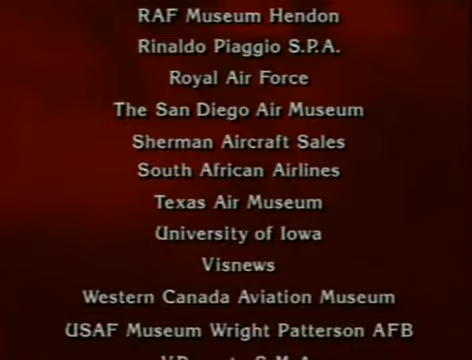 RAF Museum Hendon
Rinaldo Piaggio S.P.A.
Royal Air Force
The San Diego Air Museum
Sherman Aircraft Sales
South African Airlines
Texas Air Museum
University of Iowa
Visnews
Western Canada Aviation Museum
USAF Museum Wright Patterson AFB